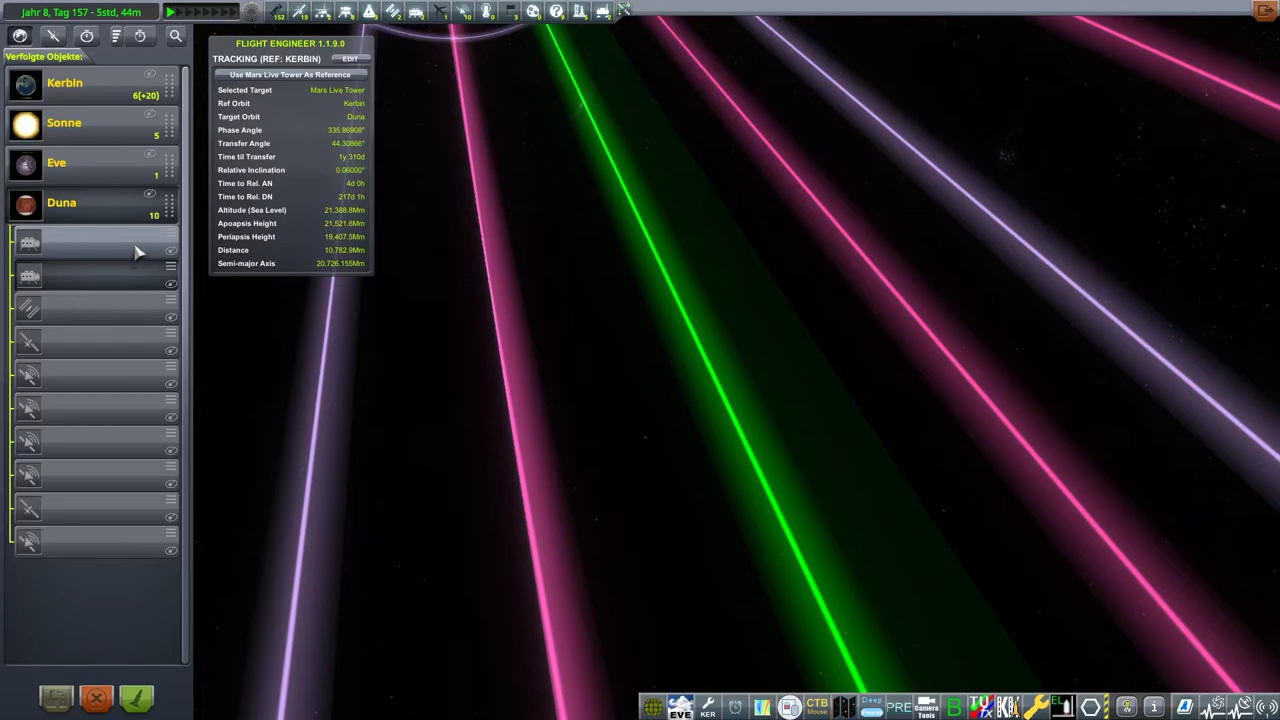 Jahr 8, Tag 157 - 5std, 44m
Verfolgte Objekte:
Kerbin
6(+20)
Sonne
5
Eve
1
Duna
10
FLIGHT ENGINEER 1.1.9.0
TRACKING (REF: KERBIN) EDIT
Use Mars Live Tower As Reference
Selected Target Mars Live Tower
Ref Orbit Kerbin
Target Orbit Duna
Phase Angle 335.86908°
Transfer Angle 44.30866°
Time til Transfer 1y 310d
Relative Inclination 0.06000°
Time to Rel. AN 4d 0h
Time to Rel. DN 217d 1h
Altitude (Sea Level) 21,388.8Mm
Apoapsis Height 21,521.6Mm
Periapsis Height 19,407.5Mm
Distance 10,782.9Mm
Semi-major Axis 20,726.155Mm
EVE
KER
CTB
Mouse
Deep
PRE
Camera
Tools
B
EL